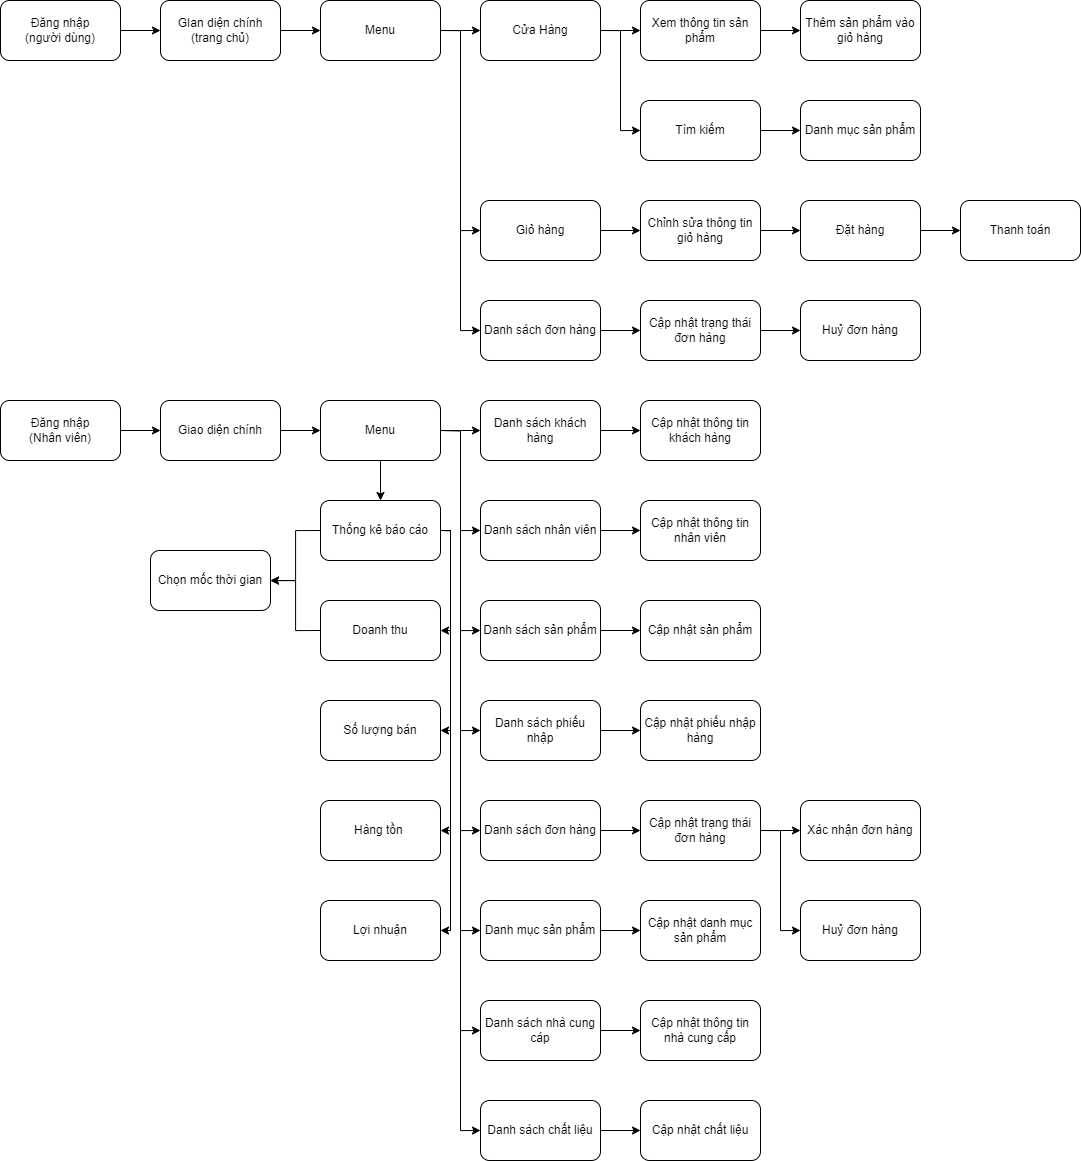 Đăng nhập
(người dùng)
GIan diện chính
(trang chủ)
Menu
Cửa Hàng
Xem thông tin sản
phẩm
Thêm sản phẩm vào
giỏ hàng
Tìm kiếm
Danh mục sản phẩm
Giỏ hàng
Chỉnh sửa thông tin
giỏ hàng
Đặt hàng
Thanh toán
Danh sách đơn hàng
Cập nhật trạng thái
đơn hàng
Huỷ đơn hàng
Đăng nhập
(Nhân viên)
Giao diện chính
Menu
Danh sách khách
hàng
Cập nhật thông tin
khách hàng
Thống kê báo cáo
Danh sách nhân viên
Cập nhật thông tin
nhân viên
Chọn mốc thời gian
Doanh thu
Danh sách sản phẩm
Cập nhật sản phẩm
Số lượng bán
Danh sách phiếu
nhập
Cập nhật phiếu nhập
hàng
Hàng tồn
Danh sách đơn hàng
Cập nhật trạng thái
đơn hàng
Xác nhận đơn hàng
Lợi nhuận
Danh mục sản phẩm
Cập nhật danh mục
sản phẩm
Huỷ đơn hàng
Danh sách nhà cung
cáp
Cập nhật thông tin
nhà cung cấp
Danh sách chất liệu
Cập nhật chất liệu